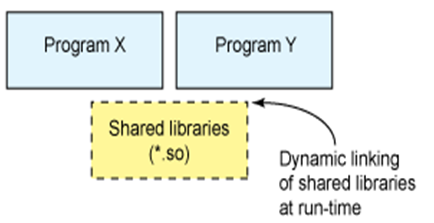 Program X
Program Y
Shared libraries
(*.so)
Dynamic linking
of shared libraries
at run-time